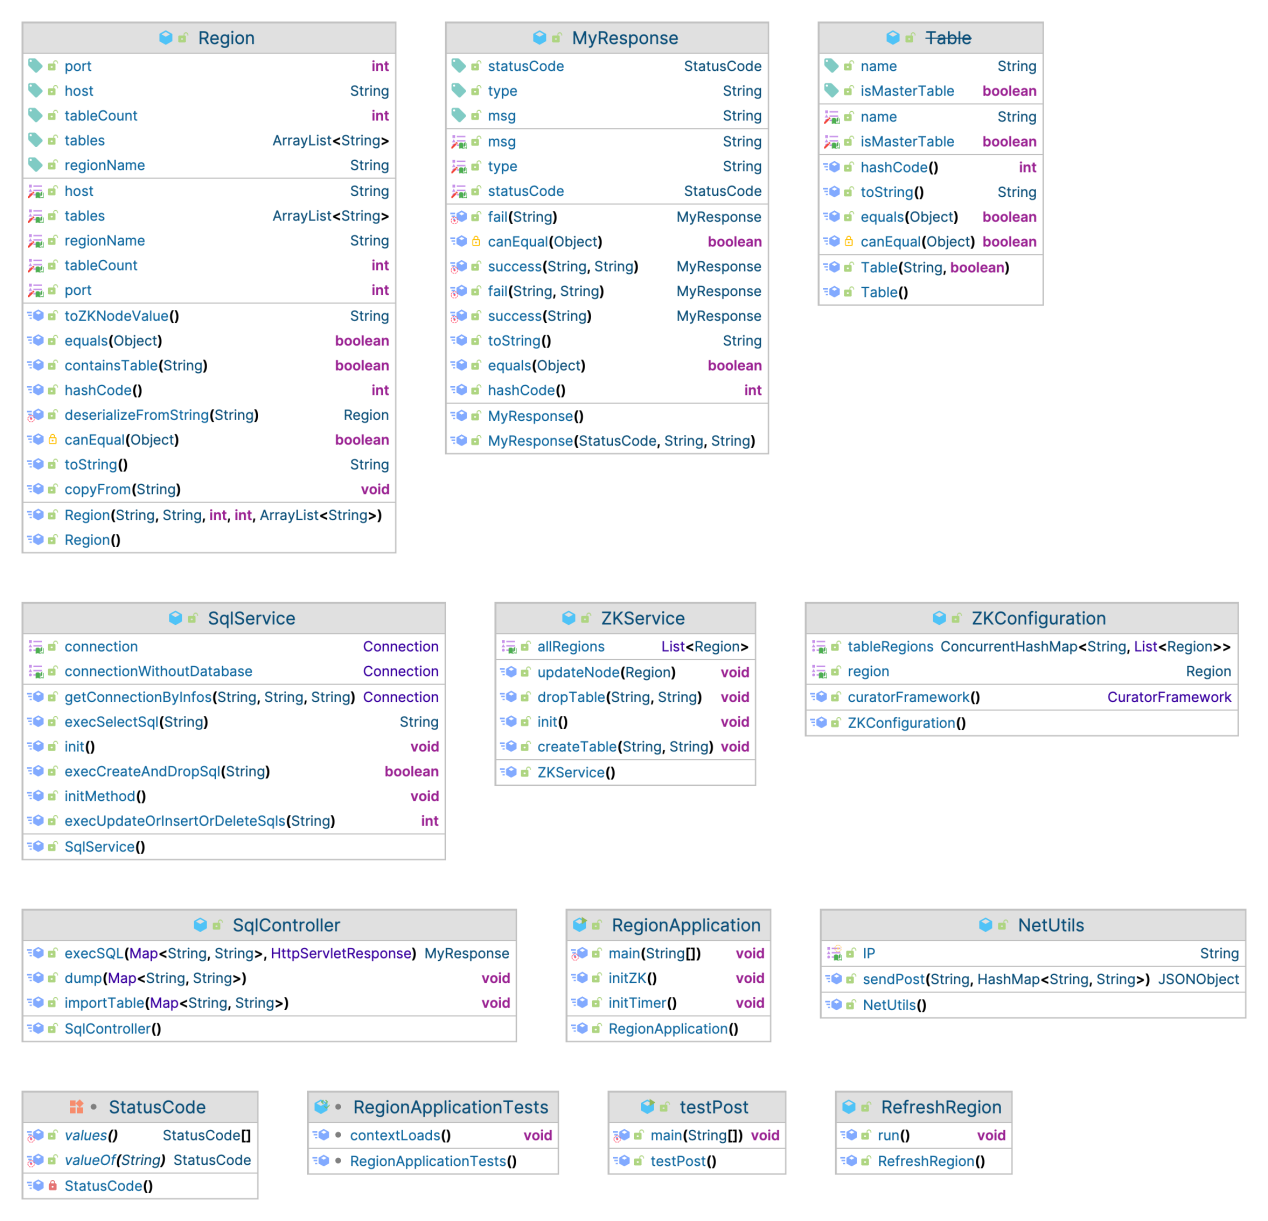 Region
port int
host String
tableCount int
tables ArrayList<String>
regionName String
host String
tables ArrayList<String>
regionName String
tableCount int
port int
toZKNodeValue() String
equals(Object) boolean
containsTable(String) boolean
hashCode() int
deserializeFromString(String) Region
canEqual(Object) boolean
toString() String
copyFrom(String) void
Region(String, String, int, int, ArrayList<String>)
Region()
MyResponse
statusCode StatusCode
type String
msg String
msg String
type String
statusCode StatusCode
fail(String) MyResponse
canEqual(Object) boolean
success(String, String) MyResponse
fail(String, String) MyResponse
success(String) MyResponse
toString() String
equals(Object) boolean
hashCode() int
MyResponse()
MyResponse(StatusCode, String, String)
Table
name String
isMasterTable boolean
name String
isMasterTable boolean
hashCode() int
toString() String
equals(Object) boolean
canEqual(Object) boolean
Table(String, boolean)
Table()
SqlService
connection Connection
connectionWithoutDatabase Connection
getConnectionByInfos(String, String, String) Connection
execSelectSql(String) String
init() void
execCreateAndDropSql(String) boolean
initMethod() void
execUpdateOrInsertOrDeleteSqls(String) int
SqlService()
ZKService
allRegions List<Region>
updateNode(Region) void
dropTable(String, String) void
init() void
createTable(String, String) void
ZKService()
ZKConfiguration
tableRegions ConcurrentHashMap<String, List<Region>>
region Region
curatorFramework() CuratorFramework
ZKConfiguration()
SqlController
execSQL(Map<String, String>, HttpServletResponse) MyResponse
dump(Map<String, String>) void
importTable(Map<String, String>) void
SqlController()
RegionApplication
main(String[]) void
initZK() void
initTimer() void
RegionApplication()
NetUtils
IP String
sendPost(String, HashMap<String, String>) JSONObject
NetUtils()
StatusCode
values() StatusCode[]
valueOf(String) StatusCode
StatusCode()
RegionApplicationTests
contextLoads() void
RegionApplicationTests()
testPost
main(String[]) void
testPost()
RefreshRegion
run() void
RefreshRegion()